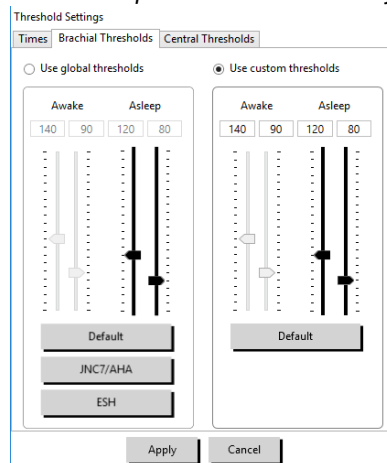 Threshold Settings
Times Brachial Thresholds Central Thresholds
Use global thresholds
Awake Asleep
140 90 120 80
Default
JNC7/AHA
ESH
Use custom thresholds
Awake Asleep
140 90 120 80
Default
Apply Cancel